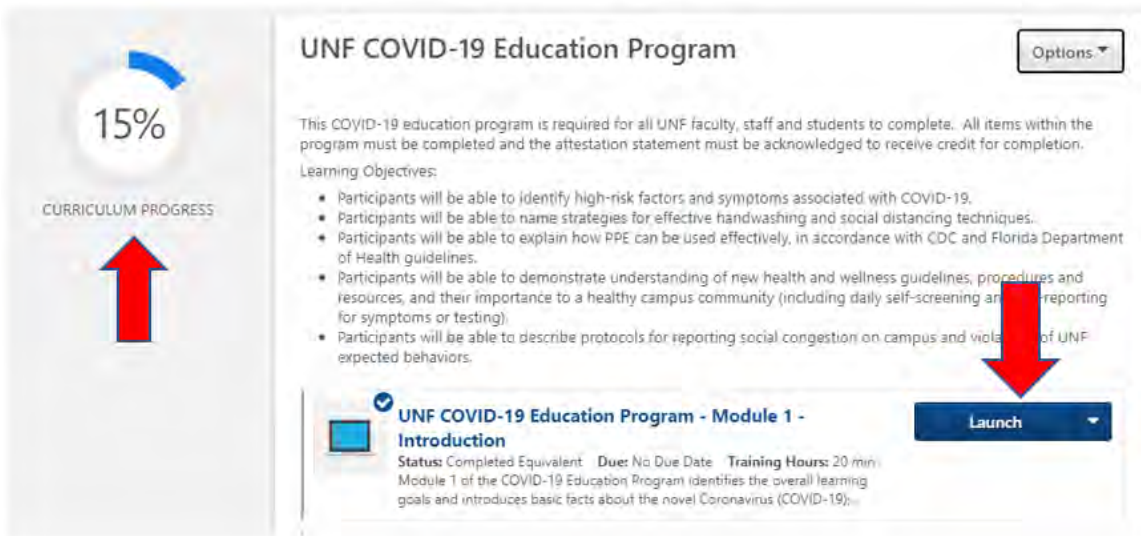 UNF COVID-19 Education Program
Options
15%
CURRICULUM PROGRESS
This COVID-19 education program is required for all UNF faculty, staff and students to complete. All items within the
program must be completed and the attestation statement must be acknowledged to receive credit for completion.
Learning Objectives:
• Participants will be able to identify high-risk factors and symptoms associated with COVID-19.
• Participants will be able to name strategies for effective handwashing and social distancing techniques.
• Participants will be able to explain how PPE can be used effectively, in accordance with CDC and Florida Department
of Health guidelines.
• Participants will be able to demonstrate understanding of new health and wellness guidelines, procedures and
resources, and their importance to a healthy campus community (including daily self-screening reporting
for symptoms or testing).
• Participants will be able to describe protocols for reporting social congestion on campus and of UNF
expected behaviors.
UNF COVID-19 Education Program - Module 1 -
Introduction
Launch
Status: Completed Equivalent Due: No Due Date Training Hours: 20 min
Module 1 of the COVID-19 Education Program identifies the overall learning
goals and introduces basic facts about the novel Coronavirus (COVID-19);...